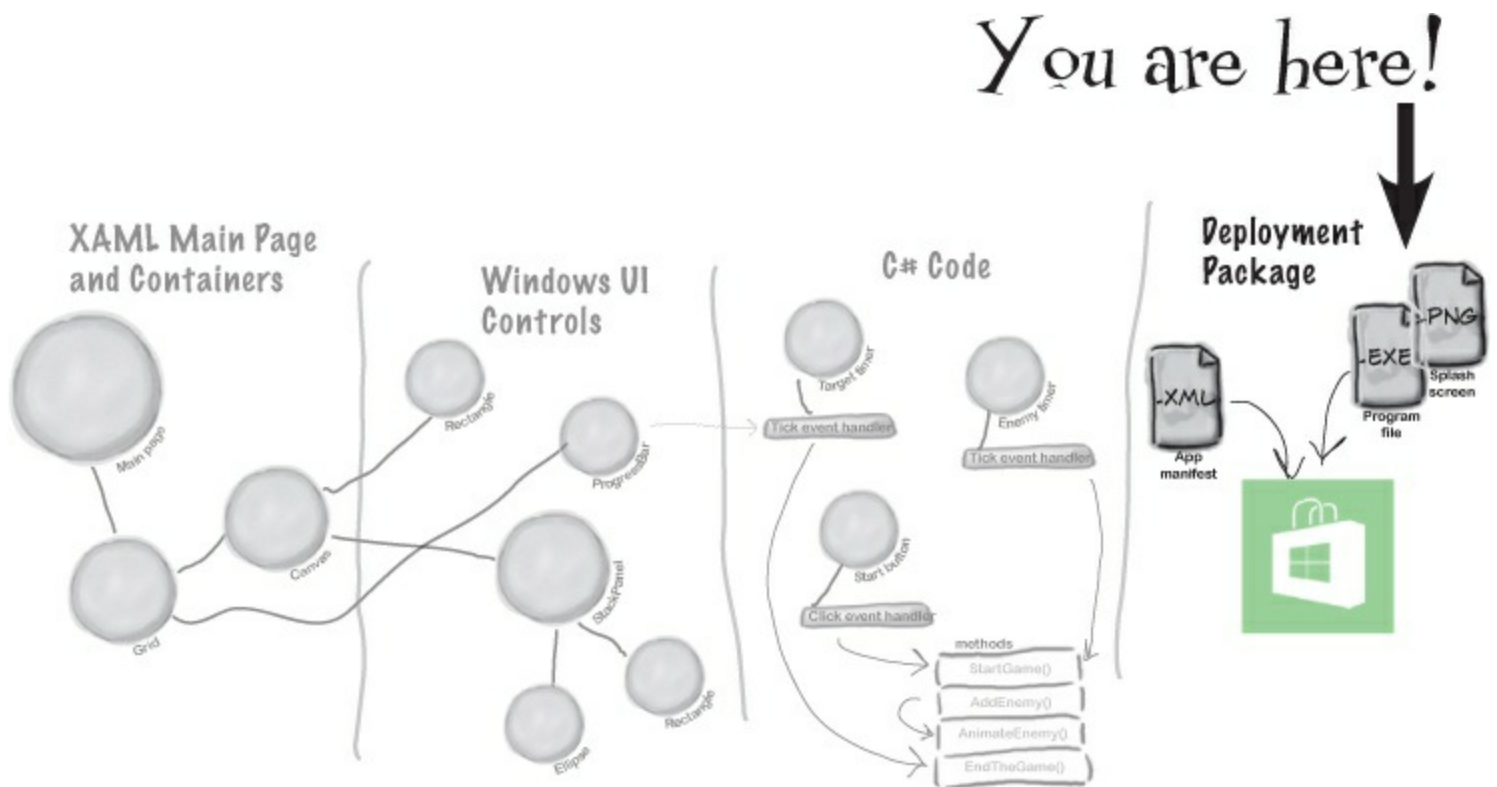 You are here!
XAML Main Page
and Containers
Main page
Grid
Canvas
Windows UI
Controls
Rectangle
ProgressBar
StackPanel
Rectangle
Ellipse
C# Code
Target timer
Tick event handler
Enemy timer
Tick event handler
Start button
Click event handler
methods
StartGame()
AddEnemy()
AnimateEnemy()
EndTheGame()
Deployment
Package
.XML
App
manifest
.EXE
Program
file
.PNG
Splash
screen